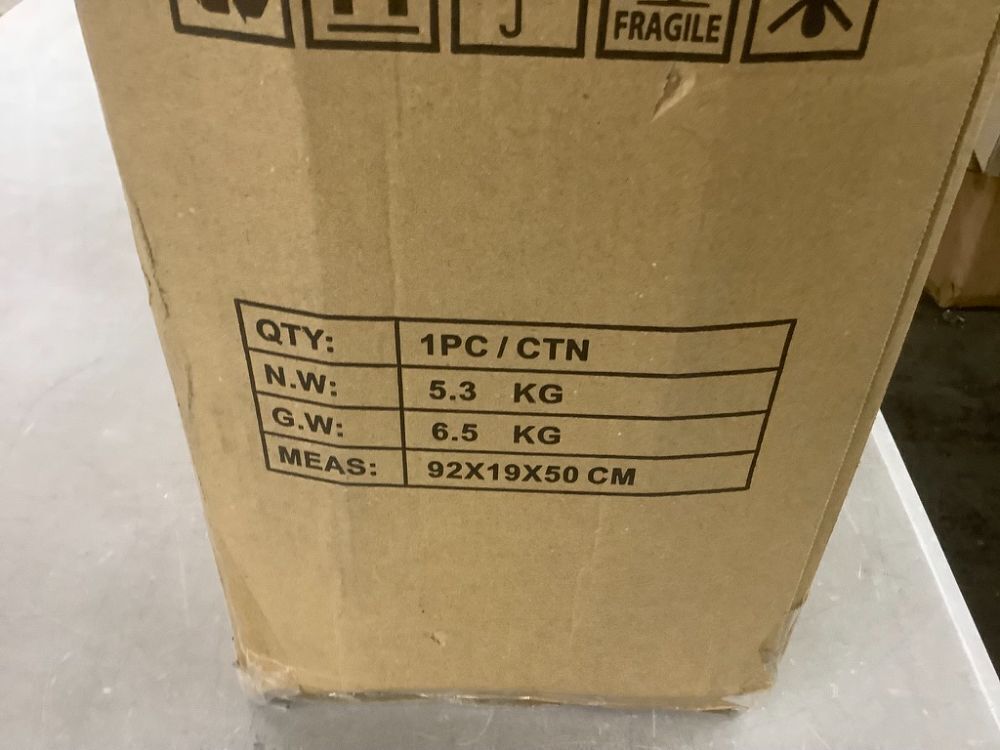 FRAGILE
QTY: 1PC / CTN
N.W: 5.3 KG
G.W: 6.5 KG
MEAS: 92X19X50 CM